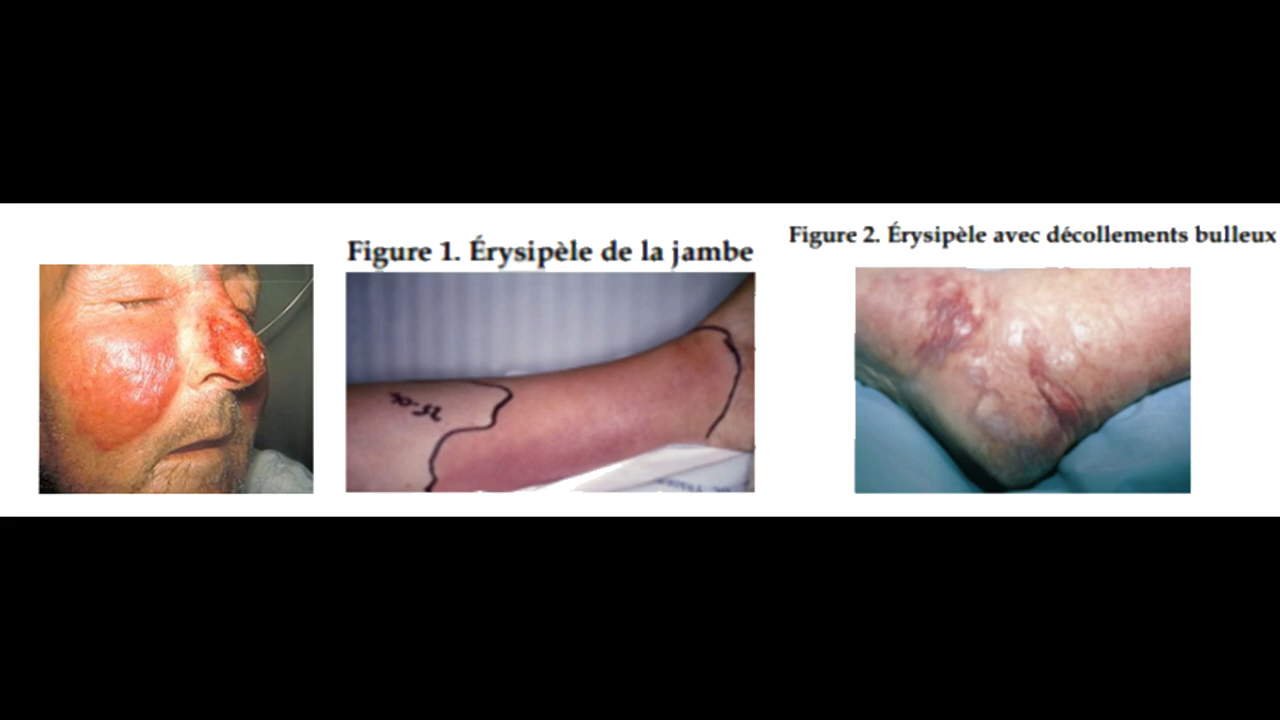 Figure 1. Érysipèle de la jambe
Figure 2. Érysipèle avec décollements bulleux